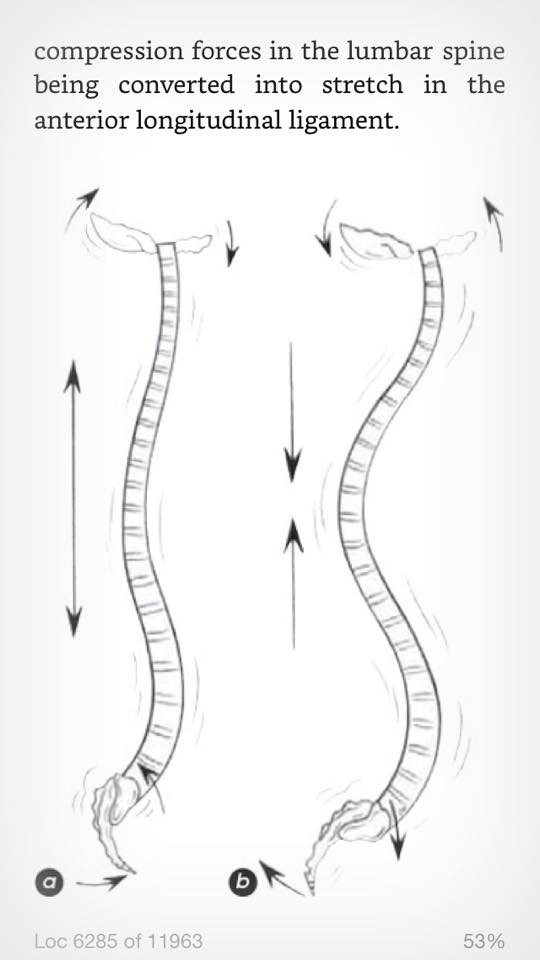 compression forces in the lumbar spine
being converted into stretch in the
anterior longitudinal ligament.
a
b
Loc 6285 of 11963
53%